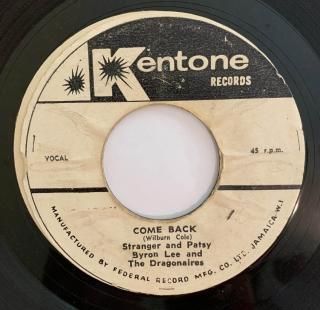 Kentone
RECORDS
VOCAL
45 r.p.m.
COME BACK
(Wilburn Cole)
Stranger and Patsy
Byron Lee and
The Dragonaires
MANUFACTURED BY FEDERAL RECORD MFG. CO. LTD. JAMAICA-W.I